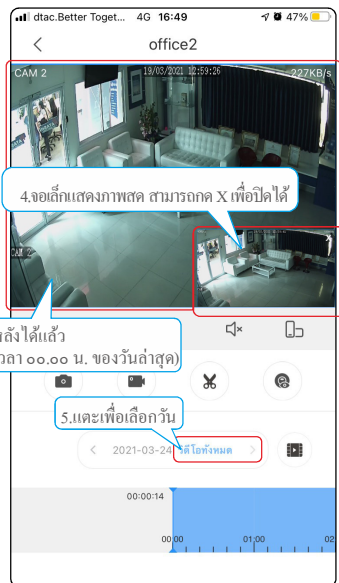 dtac.Better Toget... 4G 16:49 47%
office2
CAM 2 19/03/2021 12:59:26 227KB/s
4.จอเล็กแสดงภาพสด สามารถกด X เพื่อปิดได้
CAM 2
หลังได้แล้ว
วลา ๐๐.๐๐ น. ของวันล่าสุด)
5.แตะเพื่อเลือกวัน
2021-03-24 วิดีโอทั้งหมด
00:00:14
00:00 01:00 02